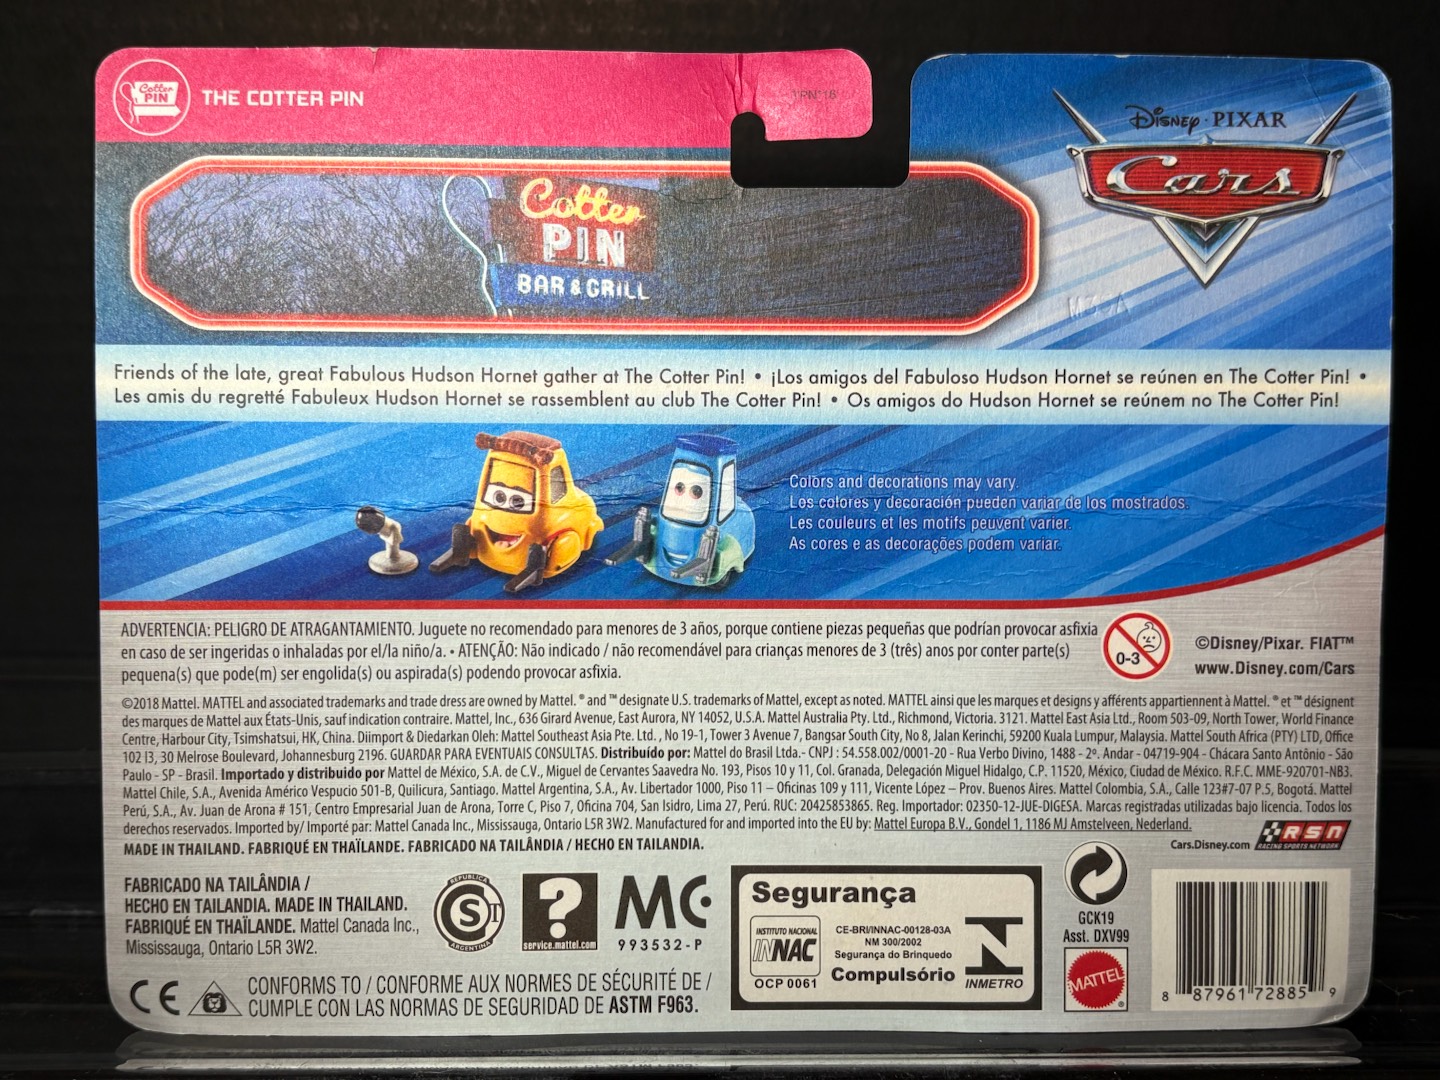 Cotter
PIN
THE COTTER PIN
Disney · PIXAR
Cars
Cotter
PIN
BAR & GRILL
Friends of the late, great Fabulous Hudson Hornet gather at The Cotter Pin! • ¡Los amigos del Fabuloso Hudson Hornet se reúnen en The Cotter Pin! •
Les amis du regretté Fabuleux Hudson Hornet se rassemblent au club The Cotter Pin! • Os amigos do Hudson Hornet se reúnem no The Cotter Pin!
Colors and decorations may vary.
Los colores y decoración pueden variar de los mostrados.
Les couleurs et les motifs peuvent varier.
As cores e as decorações podem variar.
ADVERTENCIA: PELIGRO DE ATRAGANTAMIENTO. Juguete no recomendado para menores de 3 años, porque contiene piezas pequeñas que podrían provocar asfixia
en caso de ser ingeridas o inhaladas por el/la niño/a. • ATENÇÃO: Não indicado / não recomendável para crianças menores de 3 (três) anos por conter parte(s)
pequena(s) que pode(m) ser engolida(s) ou aspirada(s) podendo provocar asfixia.
0-3
©Disney/Pixar. FIAT™
www.Disney.com/Cars
©2018 Mattel. MATTEL and associated trademarks and trade dress are owned by Mattel. ® and ™ designate U.S. trademarks of Mattel, except as noted. MATTEL ainsi que les marques et designs y afférents appartiennent à Mattel. ® et ™ désignent
des marques de Mattel aux États-Unis, sauf indication contraire. Mattel, Inc., 636 Girard Avenue, East Aurora, NY 14052, U.S.A. Mattel Australia Pty. Ltd., Richmond, Victoria. 3121. Mattel East Asia Ltd., Room 503-09, North Tower, World Finance
Centre, Harbour City, Tsimshatsui, HK, China. Diimport & Diedarkan Oleh: Mattel Southeast Asia Pte. Ltd. , No 19-1, Tower 3 Avenue 7, Bangsar South City, No 8, Jalan Kerinchi, 59200 Kuala Lumpur, Malaysia. Mattel South Africa (PTY) LTD, Office
102 I3, 30 Melrose Boulevard, Johannesburg 2196. GUARDAR PARA EVENTUAIS CONSULTAS. Distribuído por: Mattel do Brasil Ltda.- CNPJ : 54.558.002/0001-20 - Rua Verbo Divino, 1488 - 2º. Andar - 04719-904 - Chácara Santo Antônio - São
Paulo - SP - Brasil. Importado y distribuido por Mattel de México, S.A. de C.V., Miguel de Cervantes Saavedra No. 193, Pisos 10 y 11, Col. Granada, Delegación Miguel Hidalgo, C.P. 11520, México, Ciudad de México. R.F.C. MME-920701-NB3.
Mattel Chile, S.A., Avenida Américo Vespucio 501-B, Quilicura, Santiago. Mattel Argentina, S.A., Av. Libertador 1000, Piso 11 – Oficinas 109 y 111, Vicente López – Prov. Buenos Aires. Mattel Colombia, S.A., Calle 123#7-07 P.5, Bogotá. Mattel
Perú, S.A., Av. Juan de Arona # 151, Centro Empresarial Juan de Arona, Torre C, Piso 7, Oficina 704, San Isidro, Lima 27, Perú. RUC: 20425853865. Reg. Importador: 02350-12-JUE-DIGESA. Marcas registradas utilizadas bajo licencia. Todos los
derechos reservados. Imported by/ Importé par: Mattel Canada Inc., Mississauga, Ontario L5R 3W2. Manufactured for and imported into the EU by: Mattel Europa B.V., Gondel 1, 1186 MJ Amstelveen, Nederland.
MADE IN THAILAND. FABRIQUÉ EN THAÏLANDE. FABRICADO NA TAILÂNDIA / HECHO EN TAILANDIA.
Cars.Disney.com
RSN
RACING SPORTS NETWORK
FABRICADO NA TAILÂNDIA /
HECHO EN TAILANDIA. MADE IN THAILAND.
FABRIQUÉ EN THAÏLANDE. Mattel Canada Inc.,
Mississauga, Ontario L5R 3W2.
REPUBLICA
S
ARGENTINA
?
service.mattel.com
MC
993532-P
Segurança
INSTITUTO NACIONAL
INNAC
OCP 0061
CE-BRI/INNAC-00128-03A
NM 300/2002
Segurança do Brinquedo
Compulsório
INMETRO
GCK19
Asst. DXV99
MATTEL
8 87961 72885 9
CE
CONFORMS TO / CONFORME AUX NORMES DE SÉCURITÉ DE /
CUMPLE CON LAS NORMAS DE SEGURIDAD DE ASTM F963.